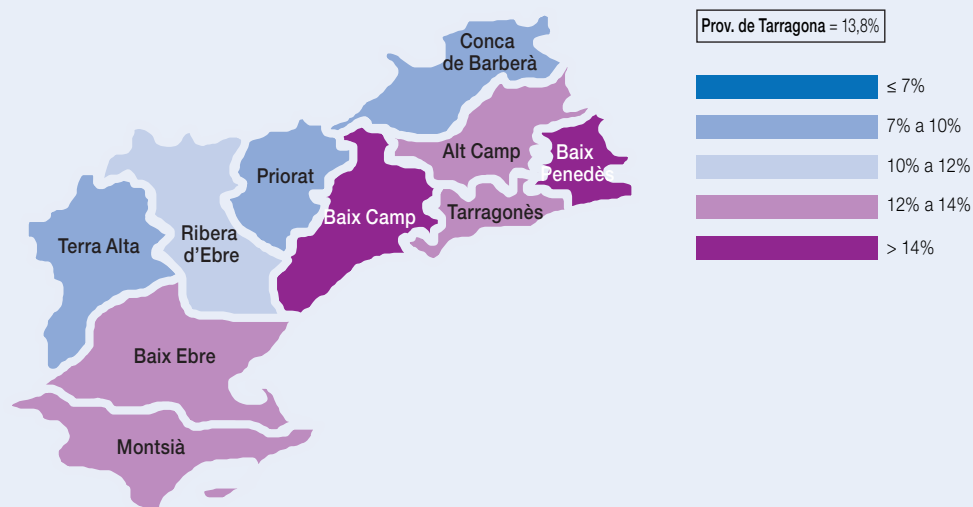 Prov. de Tarragona = 13,8%
≤ 7%
7% a 10%
10% a 12%
12% a 14%
> 14%
Conca
de Barberà
Alt Camp
Baix
Penedès
Priorat
Baix Camp
Tarragonès
Ribera
d'Ebre
Terra Alta
Baix Ebre
Montsià